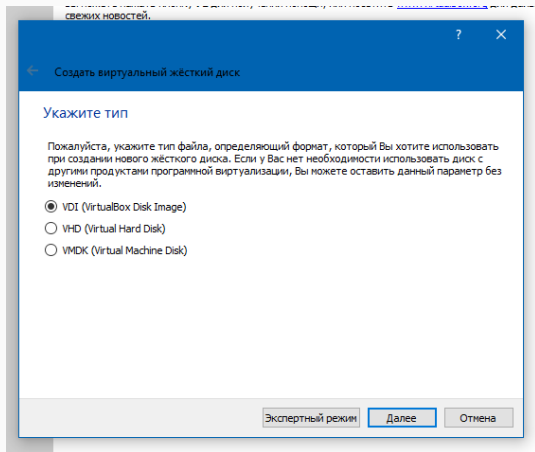 свежих новостей.
?
Создать виртуальный жёсткий диск
Укажите тип
Пожалуйста, укажите тип файла, определяющий формат, который Вы хотите использовать
при создании нового жёсткого диска. Если у Вас нет необходимости использовать диск с
другими продуктами программной виртуализации, Вы можете оставить данный параметр без
изменений.
VDI (VirtualBox Disk Image)
VHD (Virtual Hard Disk)
VMDK (Virtual Machine Disk)
Экспертный режим Далее Отмена